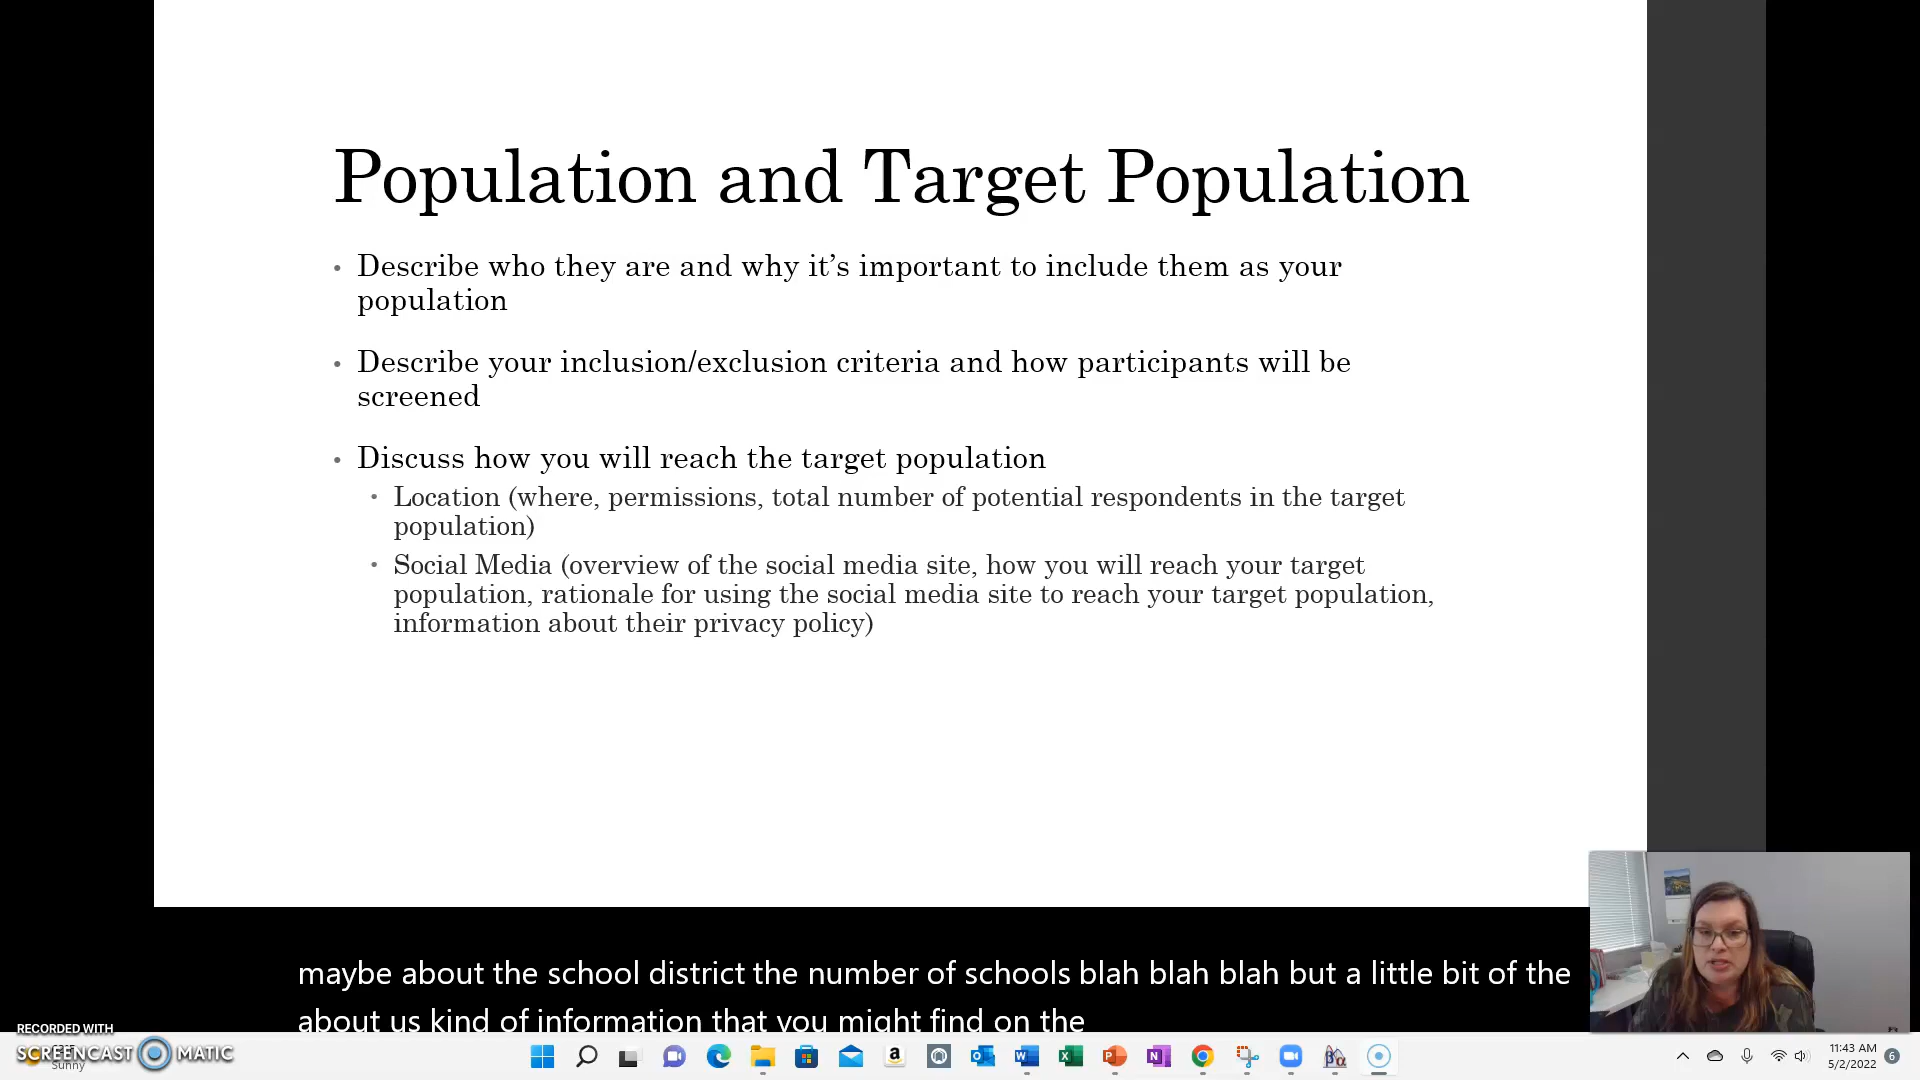 Population and Target Population
• Describe who they are and why it’s important to include them as your
population
• Describe your inclusion/exclusion criteria and how participants will be
screened
• Discuss how you will reach the target population
• Location (where, permissions, total number of potential respondents in the target
population)
• Social Media (overview of the social media site, how you will reach your target
population, rationale for using the social media site to reach your target population,
information about their privacy policy)
maybe about the school district the number of schools blah blah blah but a little bit of the
about us kind of information that you might find on the
RECORDED WITH
SCREENCAST MATIC
Sunny
11:43 AM
5/2/2022
6